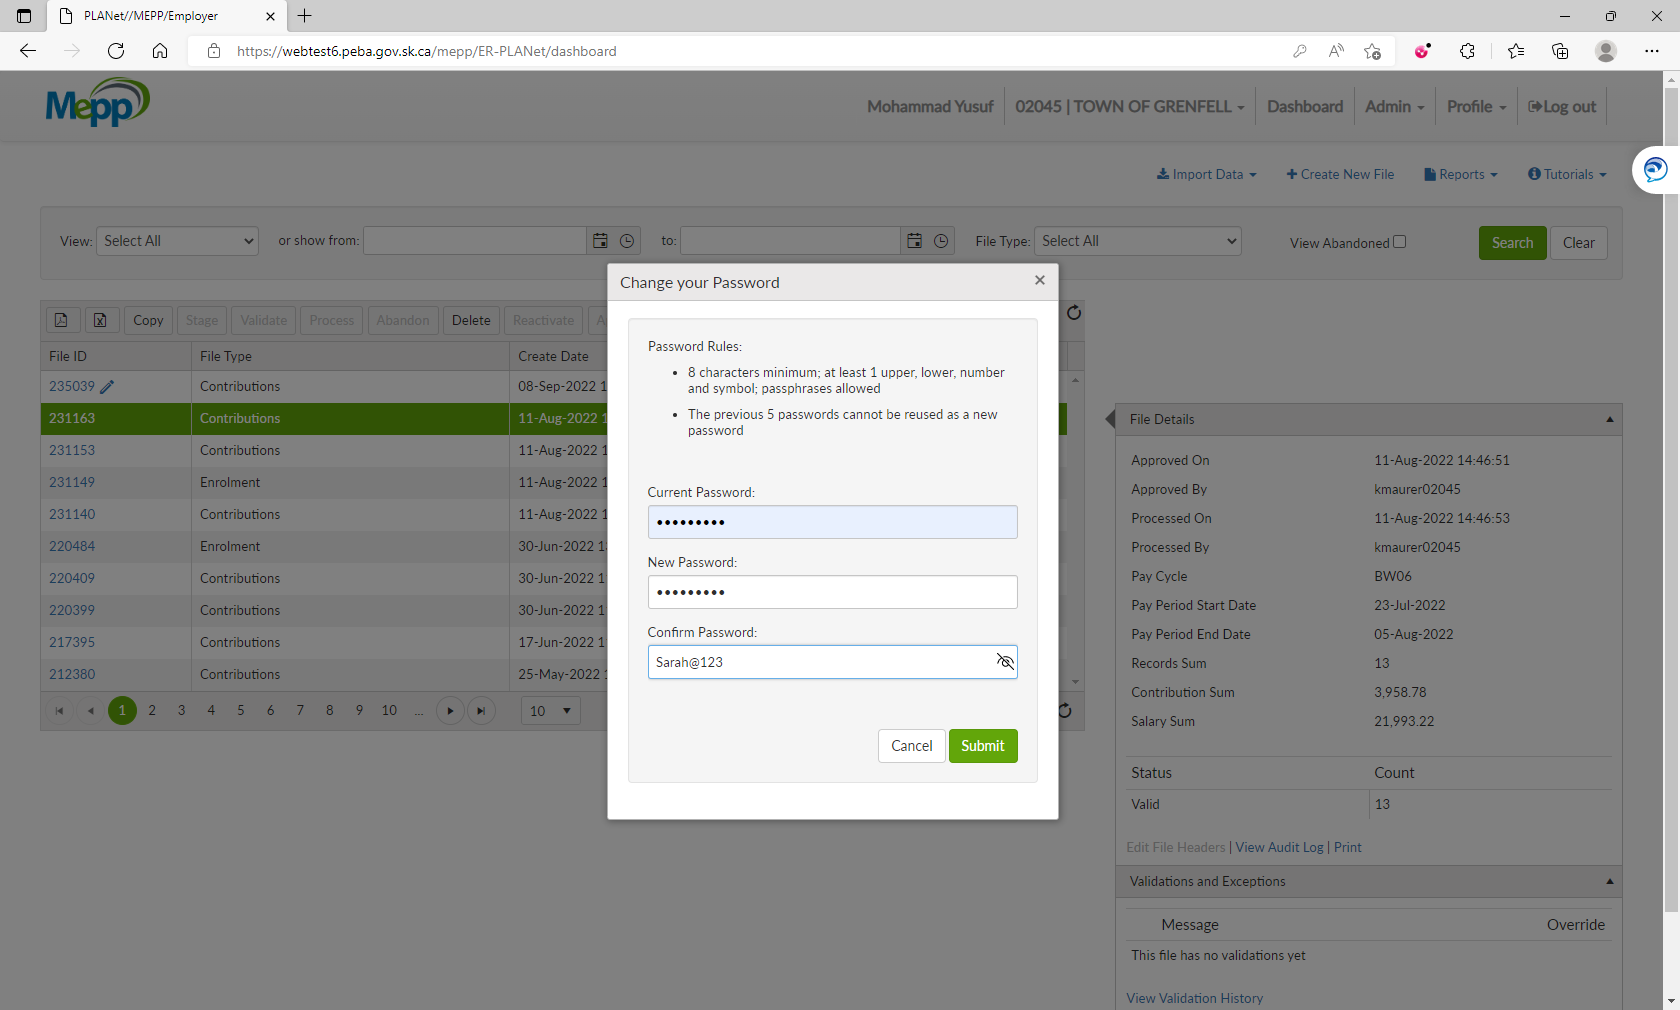 PLANet//MEPP/Employer
https://webtest6.peba.gov.sk.ca/mepp/ER-PLANet/dashboard
Mepp
Mohammad Yusuf
02045 | TOWN OF GRENFELL
Dashboard
Admin
Profile
Log out
Import Data
Create New File
Reports
Tutorials
View: Select All
or show from:
to:
File Type: Select All
View Abandoned
Search
Clear
Copy
Stage
Validate
Process
Abandon
Delete
Reactivate
File ID File Type Create Date
235039 Contributions 08-Sep-2022 1
231163 Contributions 11-Aug-2022 1
231153 Contributions 11-Aug-2022 1
231149 Enrolment 11-Aug-2022 1
231140 Contributions 11-Aug-2022 1
220484 Enrolment 30-Jun-2022 1
220409 Contributions 30-Jun-2022 1
220399 Contributions 30-Jun-2022 1
217395 Contributions 17-Jun-2022 1
212380 Contributions 25-May-2022 1
1 2 3 4 5 6 7 8 9 10 ...
10
Change your Password
Password Rules:
• 8 characters minimum; at least 1 upper, lower, number
and symbol; passphrases allowed
• The previous 5 passwords cannot be reused as a new
password
Current Password:
•••••••••
New Password:
•••••••••
Confirm Password:
Sarah@123
Cancel
Submit
File Details
Approved On 11-Aug-2022 14:46:51
Approved By kmaurer02045
Processed On 11-Aug-2022 14:46:53
Processed By kmaurer02045
Pay Cycle BW06
Pay Period Start Date 23-Jul-2022
Pay Period End Date 05-Aug-2022
Records Sum 13
Contribution Sum 3,958.78
Salary Sum 21,993.22
Status Count
Valid 13
Edit File Headers | View Audit Log | Print
Validations and Exceptions
Message Override
This file has no validations yet
View Validation History